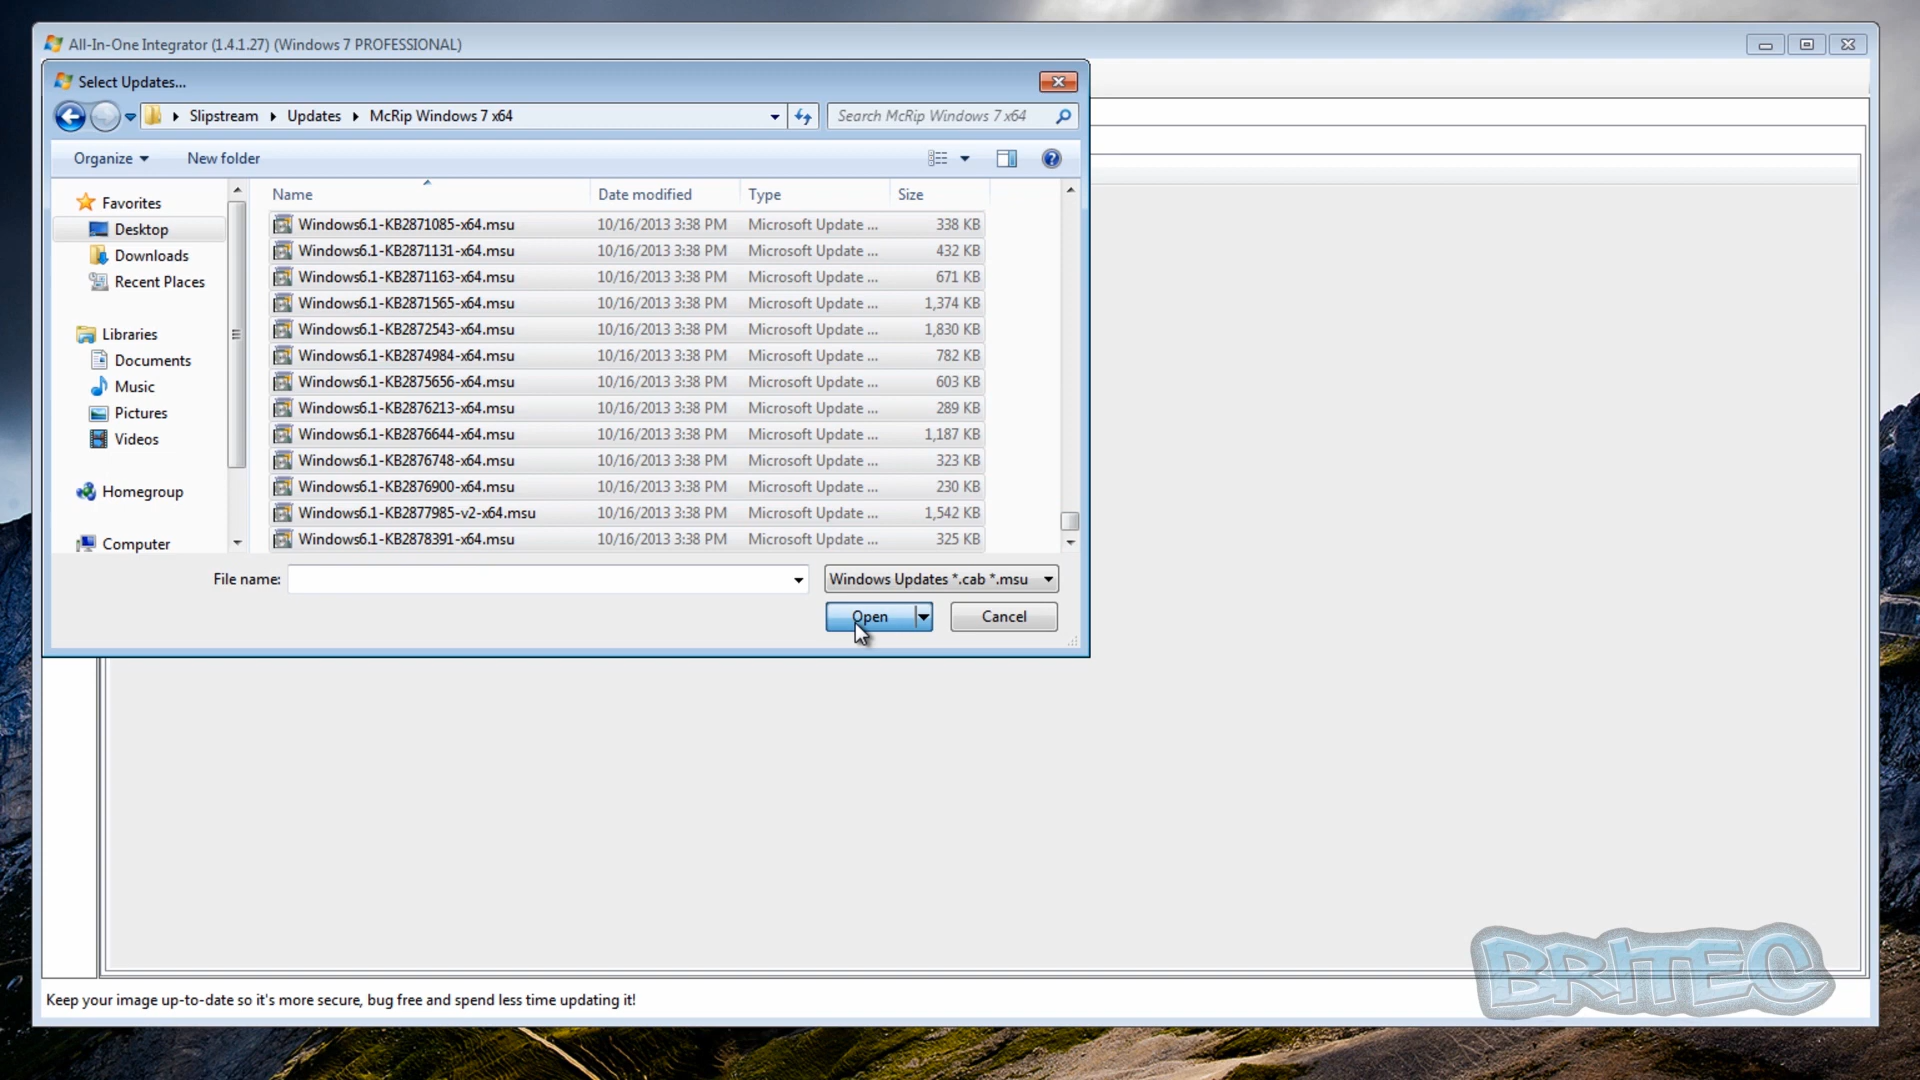 All-In-One Integrator (1.4.1.27) (Windows 7 PROFESSIONAL)
Select Updates...
Slipstream Updates McRip Windows 7 x64
Search McRip Windows 7 x64
Organize New folder
Name Date modified Type Size
Favorites
Desktop
Downloads
Recent Places
Libraries
Documents
Music
Pictures
Videos
Homegroup
Computer
Windows6.1-KB2871085-x64.msu 10/16/2013 3:38 PM Microsoft Update ... 338 KB
Windows6.1-KB2871131-x64.msu 10/16/2013 3:38 PM Microsoft Update ... 432 KB
Windows6.1-KB2871163-x64.msu 10/16/2013 3:38 PM Microsoft Update ... 671 KB
Windows6.1-KB2871565-x64.msu 10/16/2013 3:38 PM Microsoft Update ... 1,374 KB
Windows6.1-KB2872543-x64.msu 10/16/2013 3:38 PM Microsoft Update ... 1,830 KB
Windows6.1-KB2874984-x64.msu 10/16/2013 3:38 PM Microsoft Update ... 782 KB
Windows6.1-KB2875656-x64.msu 10/16/2013 3:38 PM Microsoft Update ... 603 KB
Windows6.1-KB2876213-x64.msu 10/16/2013 3:38 PM Microsoft Update ... 289 KB
Windows6.1-KB2876644-x64.msu 10/16/2013 3:38 PM Microsoft Update ... 1,187 KB
Windows6.1-KB2876748-x64.msu 10/16/2013 3:38 PM Microsoft Update ... 323 KB
Windows6.1-KB2876900-x64.msu 10/16/2013 3:38 PM Microsoft Update ... 230 KB
Windows6.1-KB2877985-v2-x64.msu 10/16/2013 3:38 PM Microsoft Update ... 1,542 KB
Windows6.1-KB2878391-x64.msu 10/16/2013 3:38 PM Microsoft Update ... 325 KB
File name: Windows Updates *.cab *.msu
Open Cancel
BRITEC
Keep your image up-to-date so it's more secure, bug free and spend less time updating it!